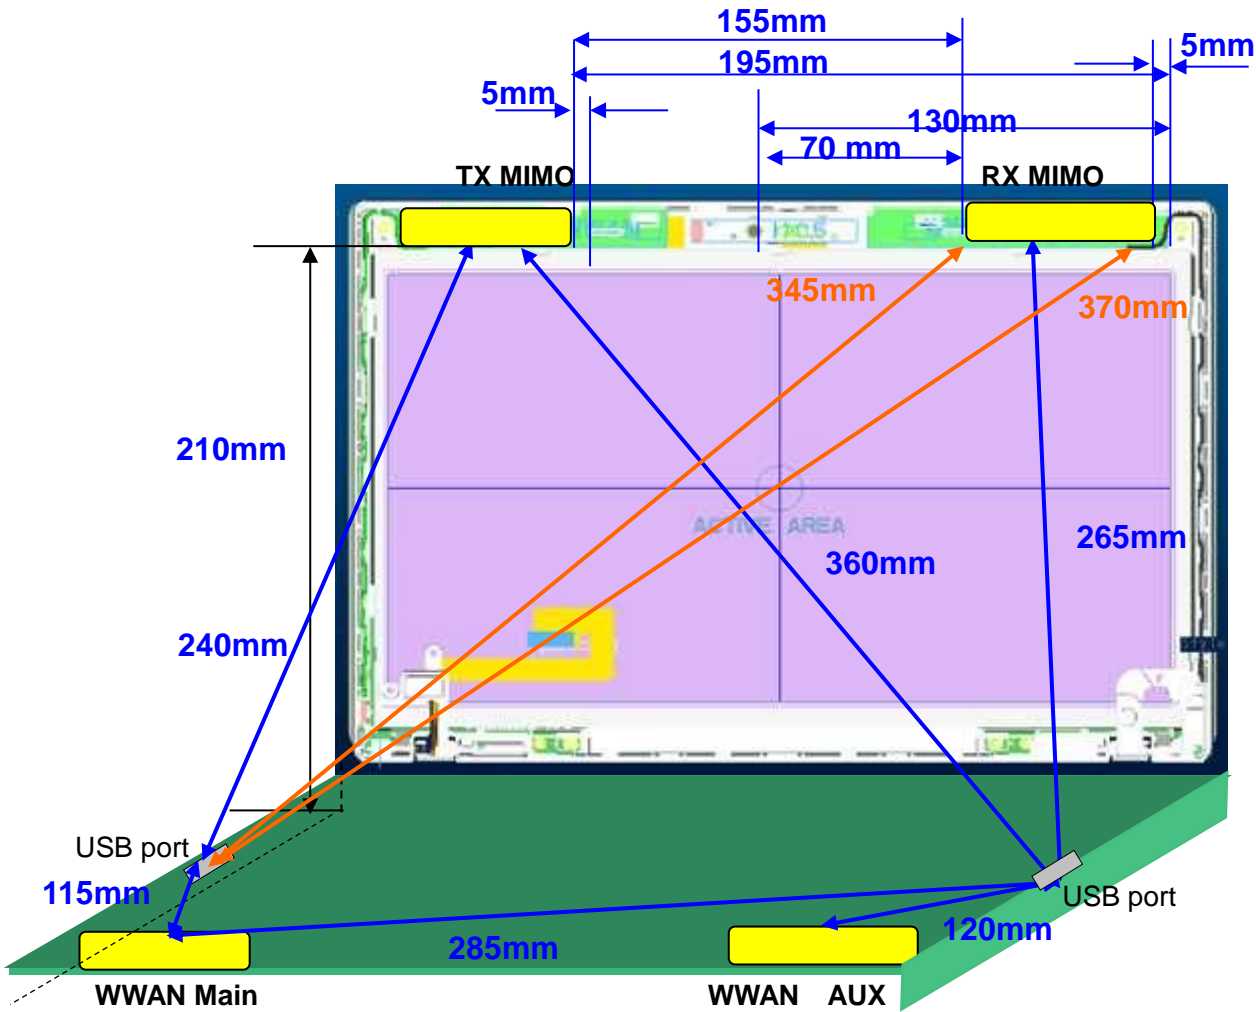 155mm
5mm
195mm
5mm
130mm
70 mm
TX MIMO
RX MIMO
345mm
370mm
210mm
ACTIVE AREA
265mm
360mm
240mm
USB port
115mm
USB port
120mm
285mm
WWAN Main
WWAN AUX